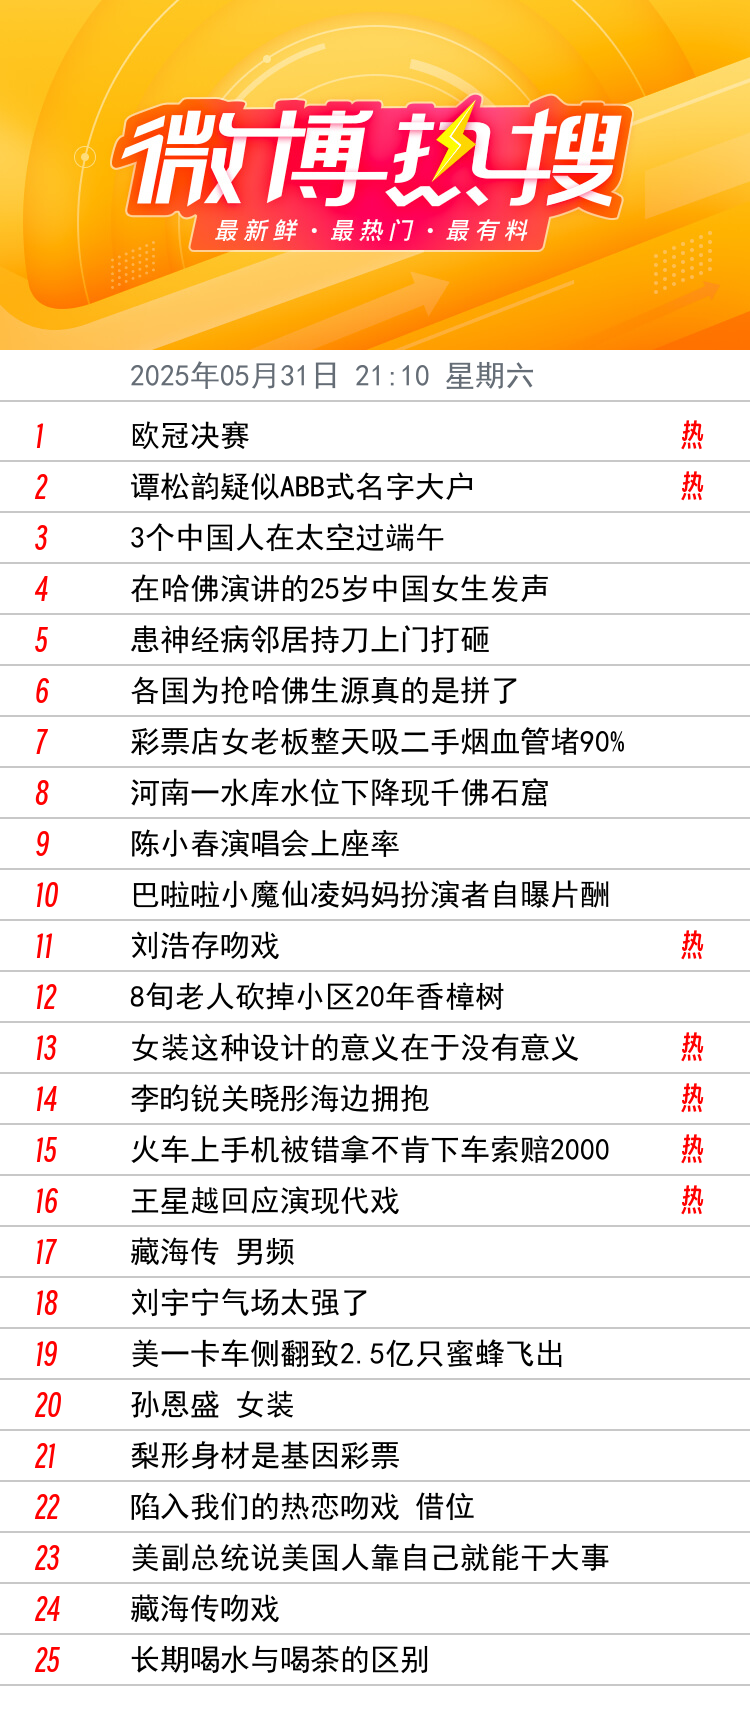 微博热搜
最新鲜·最热门·最有料
2025年05月31日 21:10 星期六
1 欧冠决赛 热
2 谭松韵疑似ABB式名字大户 热
3 3个中国人在太空过端午
4 在哈佛演讲的25岁中国女生发声
5 患神经病邻居持刀上门打砸
6 各国为抢哈佛生源真的是拼了
7 彩票店女老板整天吸二手烟血管堵90%
8 河南一水库水位下降现千佛石窟
9 陈小春演唱会上座率
10 巴啦啦小魔仙凌妈妈扮演者自曝片酬
11 刘浩存吻戏 热
12 8旬老人砍掉小区20年香樟树
13 女装这种设计的意义在于没有意义 热
14 李昀锐关晓彤海边拥抱 热
15 火车上手机被错拿不肯下车索赔2000 热
16 王星越回应演现代戏 热
17 藏海传 男频
18 刘宇宁气场太强了
19 美一卡车侧翻致2.5亿只蜜蜂飞出
20 孙恩盛 女装
21 梨形身材是基因彩票
22 陷入我们的热恋吻戏 借位
23 美副总统说美国人靠自己就能干大事
24 藏海传吻戏
25 长期喝水与喝茶的区别